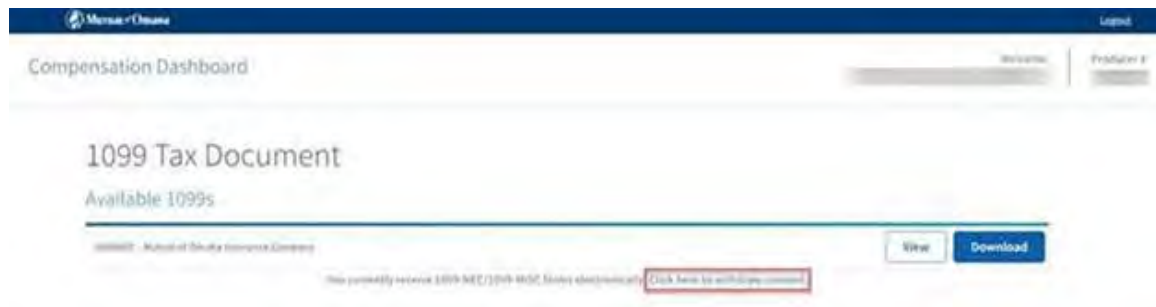 Mutual of Omaha
Logout
Compensation Dashboard
Welcome
Producer #
1099 Tax Document
Available 1099s
Mutual of Omaha Insurance Company
View
Download
You currently receive 1099-NEC/1099-MISC forms electronically. Click here to withdraw consent.